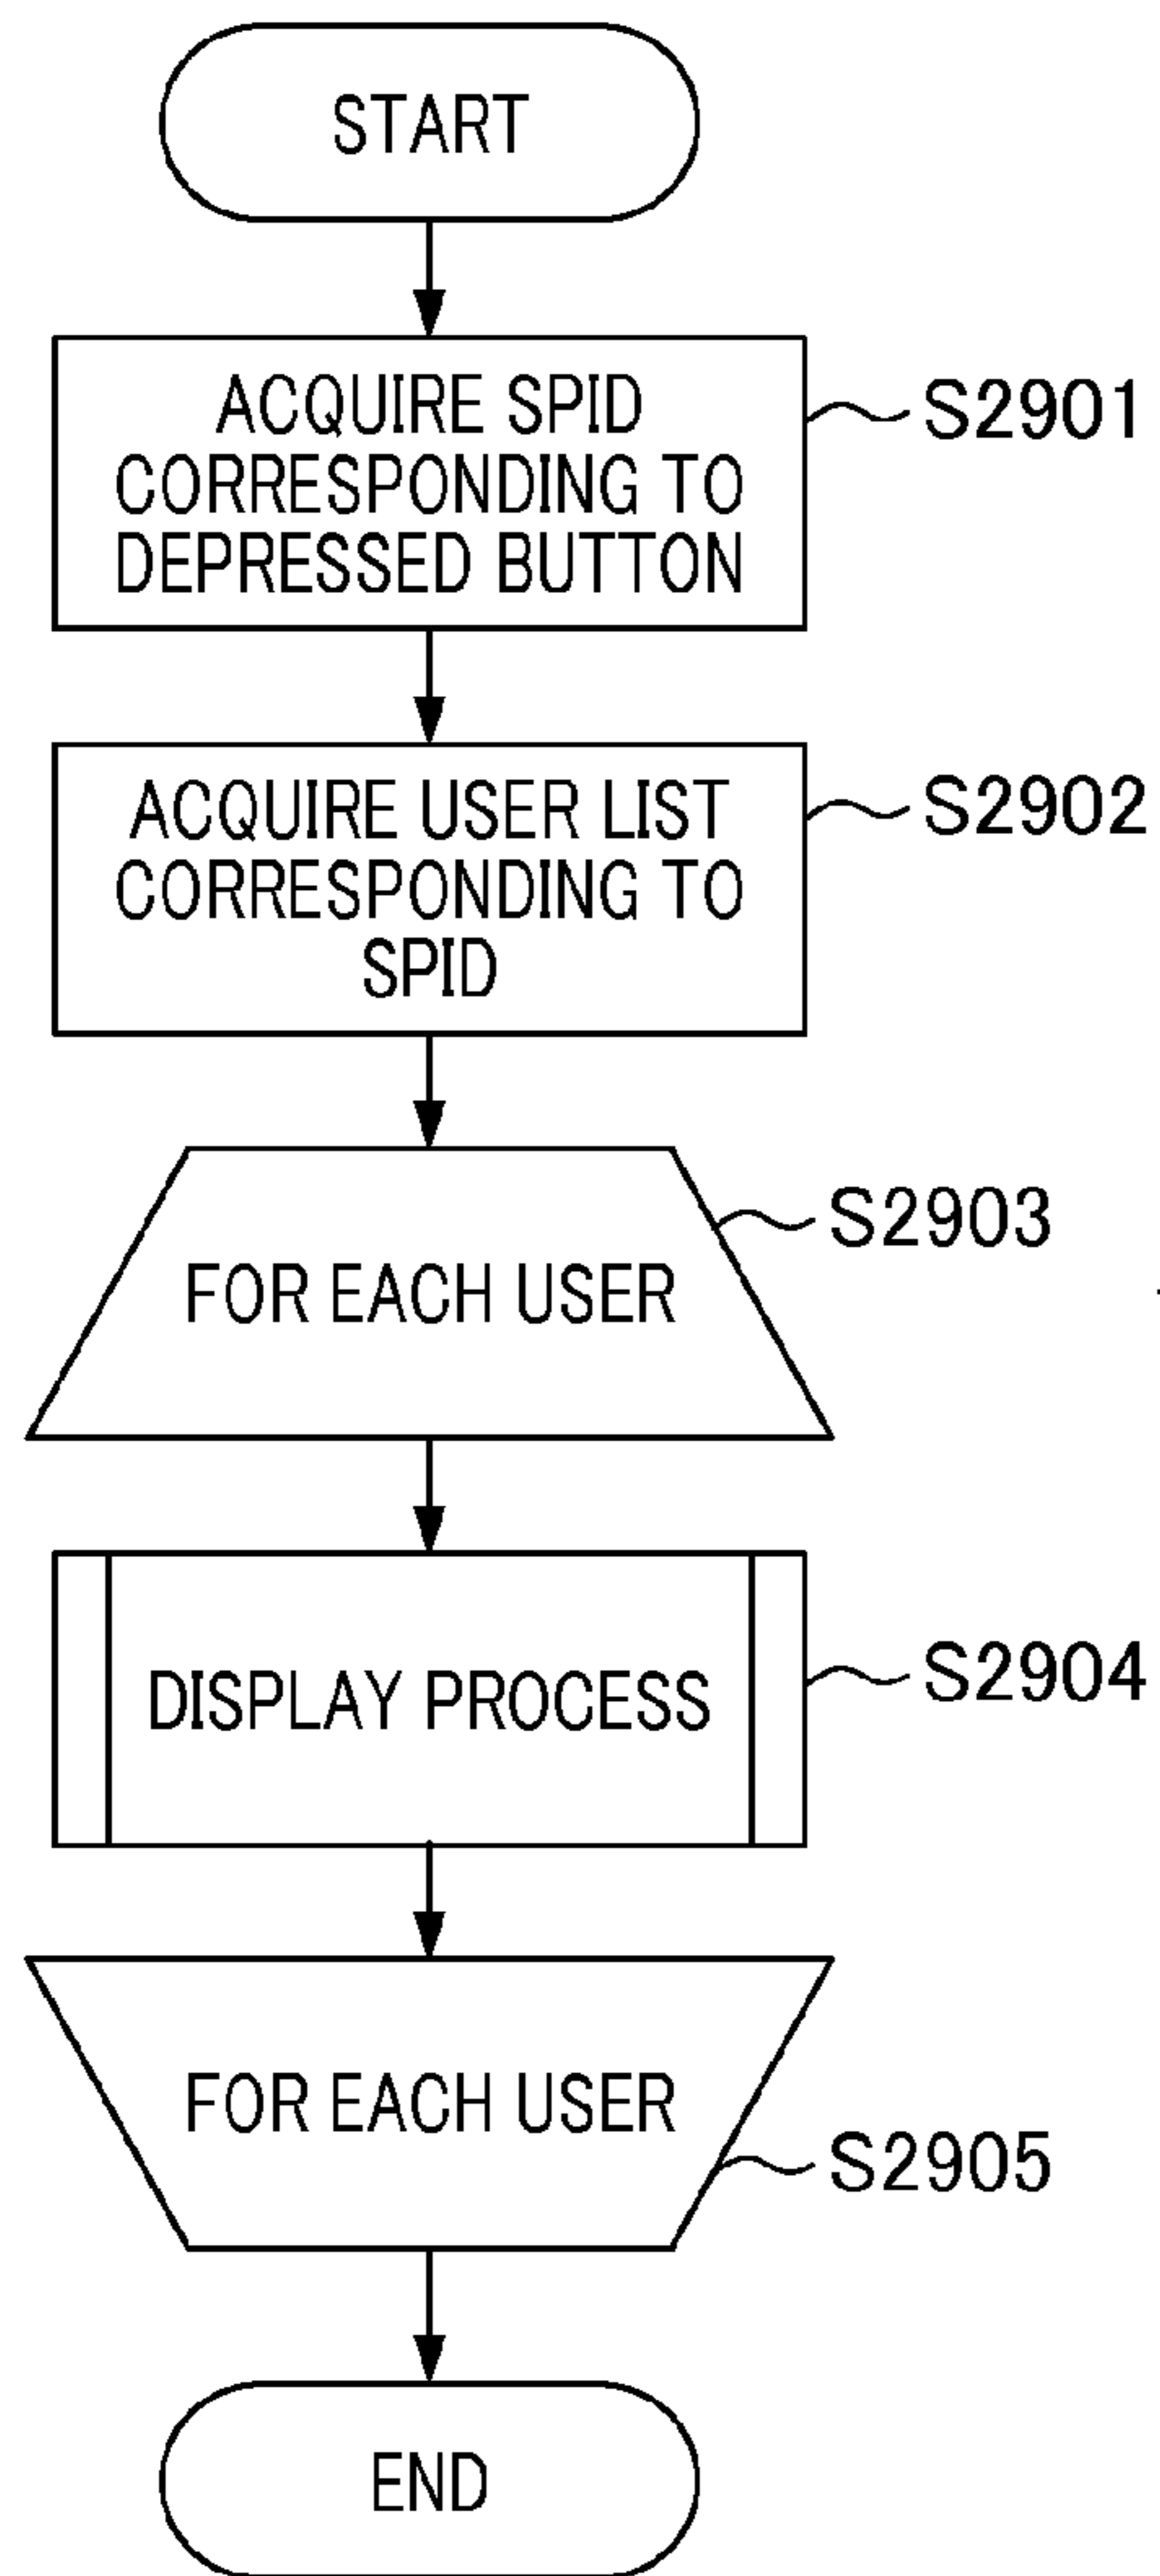 START
ACQUIRE SPID
CORRESPONDING TO
DEPRESSED BUTTON
S2901
ACQUIRE USER LIST
CORRESPONDING TO
SPID
S2902
FOR EACH USER
S2903
DISPLAY PROCESS
S2904
FOR EACH USER
S2905
END